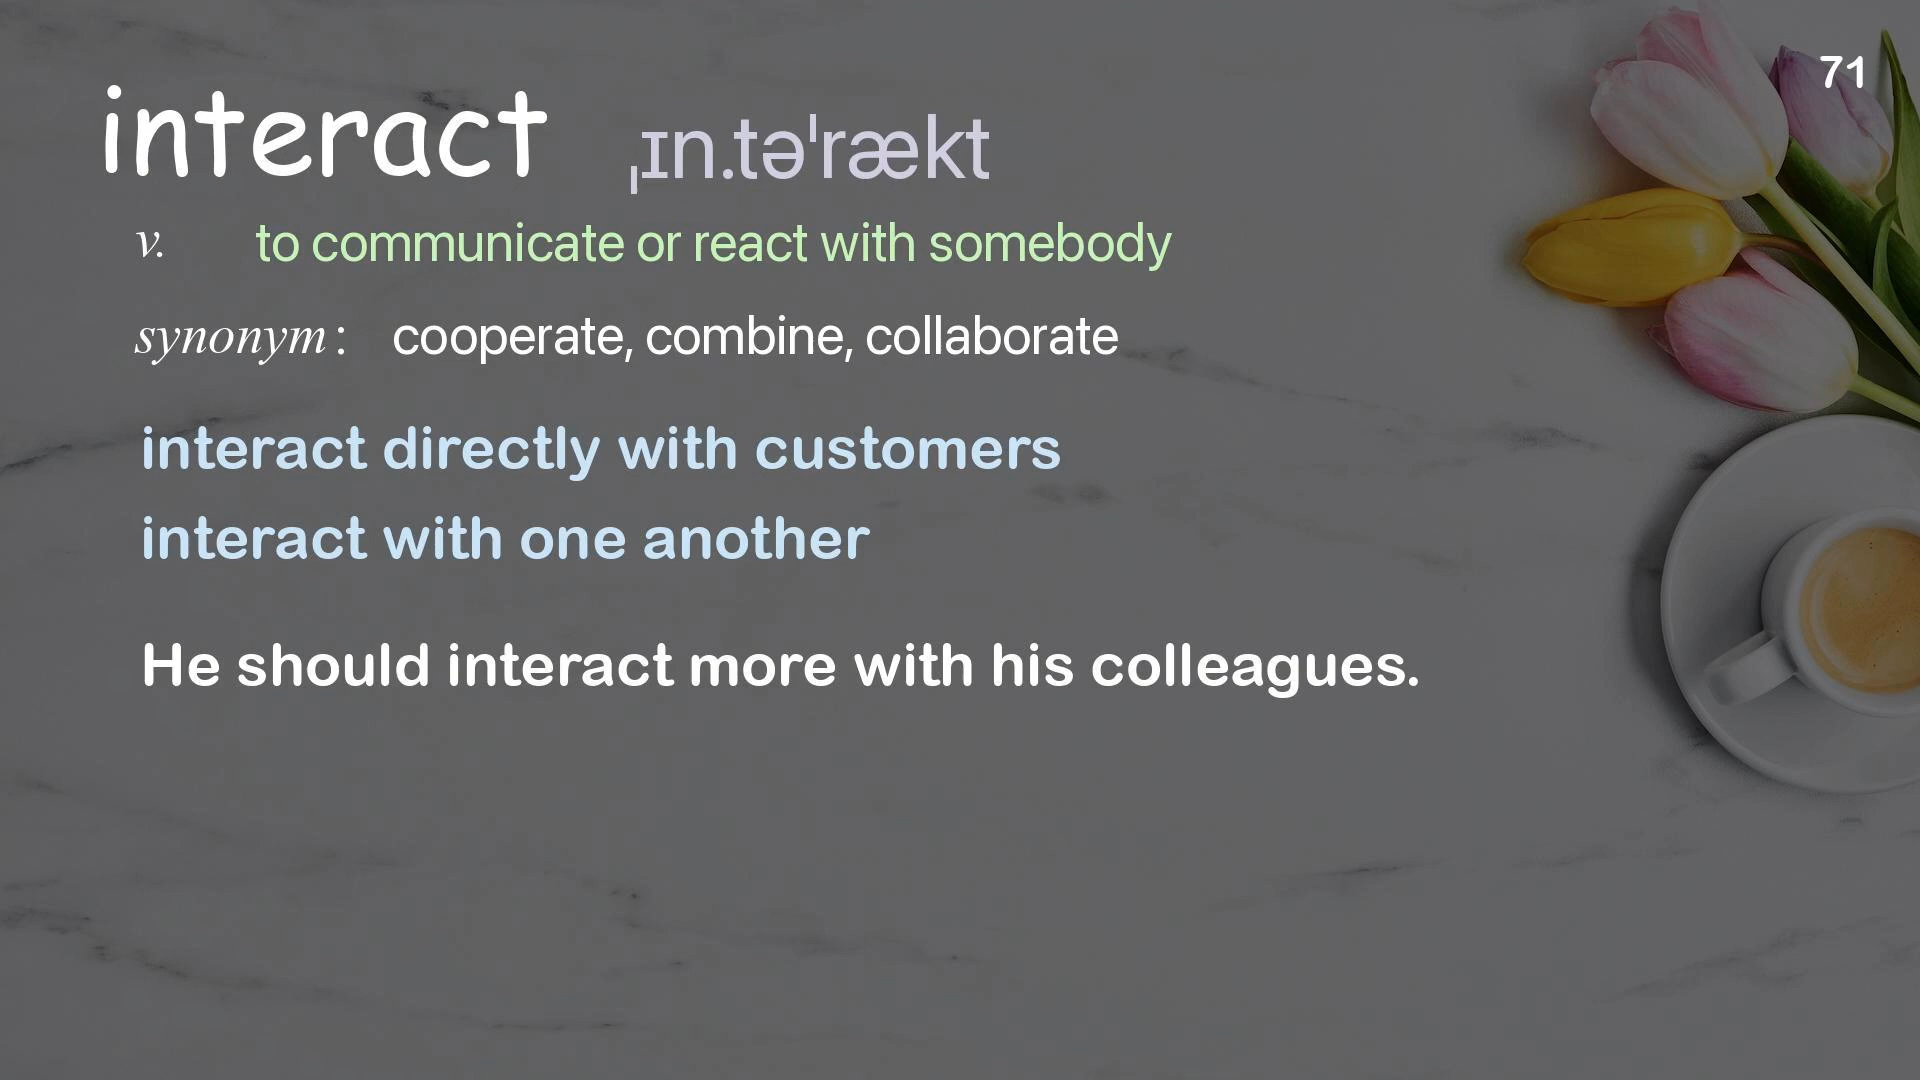 71
interact ˌɪn.təˈrækt
v. to communicate or react with somebody
synonym : cooperate, combine, collaborate
interact directly with customers
interact with one another
He should interact more with his colleagues.